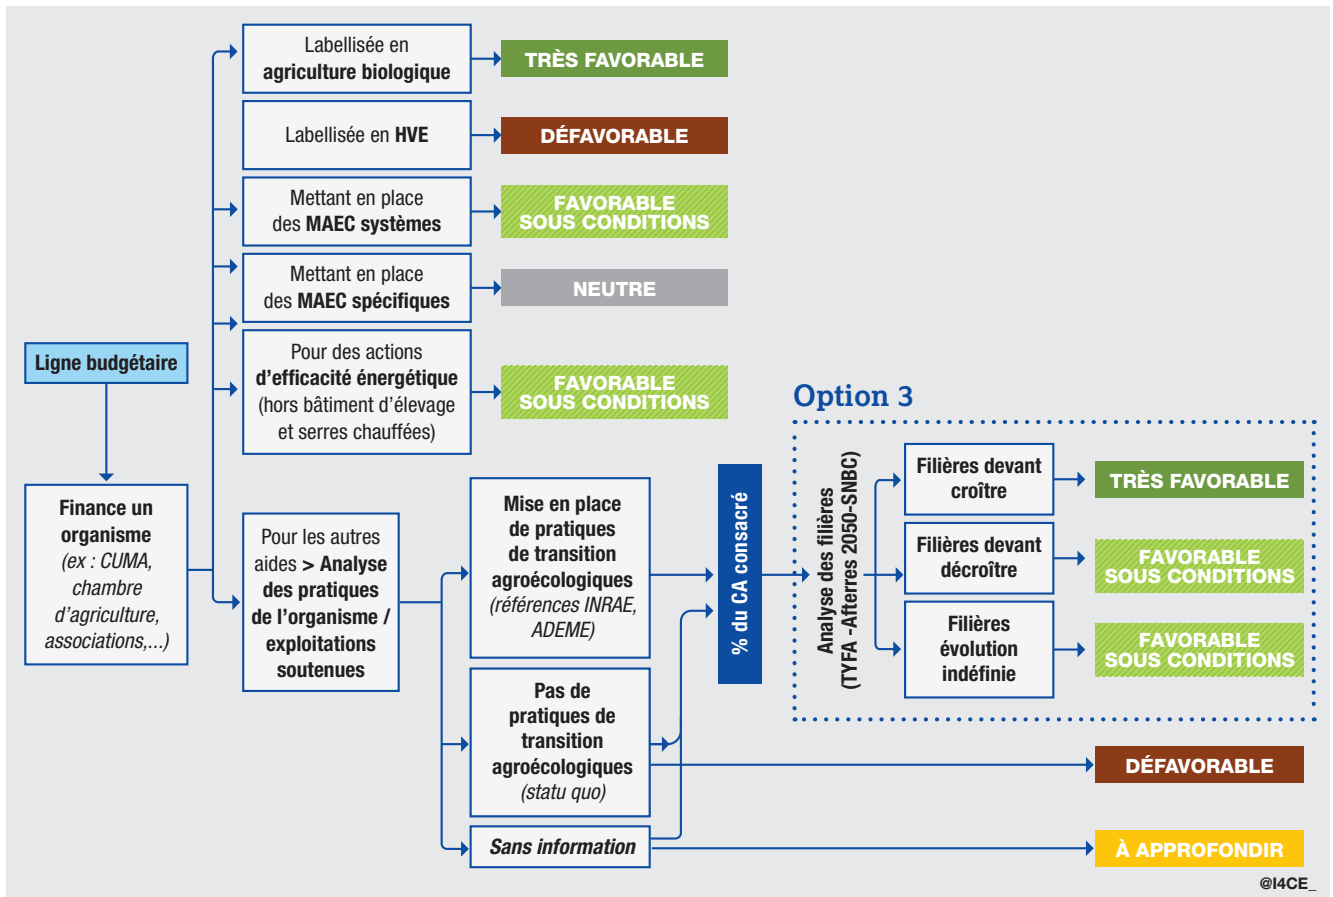 Labellisée en
agriculture biologique
TRÈS FAVORABLE
Labellisée en HVE
DÉFAVORABLE
Mettant en place
des MAEC systèmes
FAVORABLE
SOUS CONDITIONS
Mettant en place
des MAEC spécifiques
NEUTRE
Ligne budgétaire
Pour des actions
d'efficacité énergétique
(hors bâtiment d'élevage
et serres chauffées)
FAVORABLE
SOUS CONDITIONS
Finance un
organisme
(ex : CUMA,
chambre
d'agriculture,
associations,...)
Pour les autres
aides > Analyse
des pratiques
de l'organisme /
exploitations
soutenues
Mise en place
de pratiques
de transition
agroécologiques
(références INRAE,
ADEME)
Pas de
pratiques de
transition
agroécologiques
(statu quo)
Sans information
% du CA consacré
Option 3
Analyse des filières
(TYFA -Afterres 2050-SNBC)
Filières devant
croître
TRÈS FAVORABLE
Filières devant
décroître
FAVORABLE
SOUS CONDITIONS
Filières
évolution
indéfinie
FAVORABLE
SOUS CONDITIONS
DÉFAVORABLE
À APPROFONDIR
@I4CE_